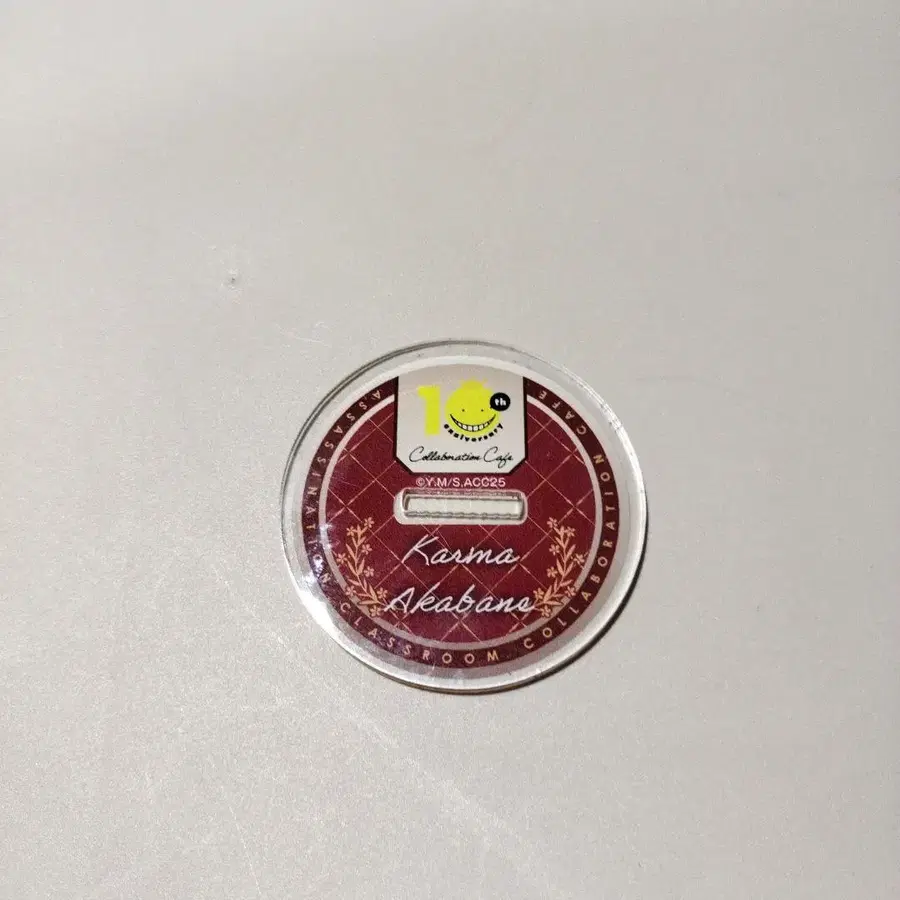 10th
anniversary
Collaboration Cafe
©Y.M/S,ACC25
Karma
Akabane
ASSASSINATION CLASSROOM COLLABORATION CAFE